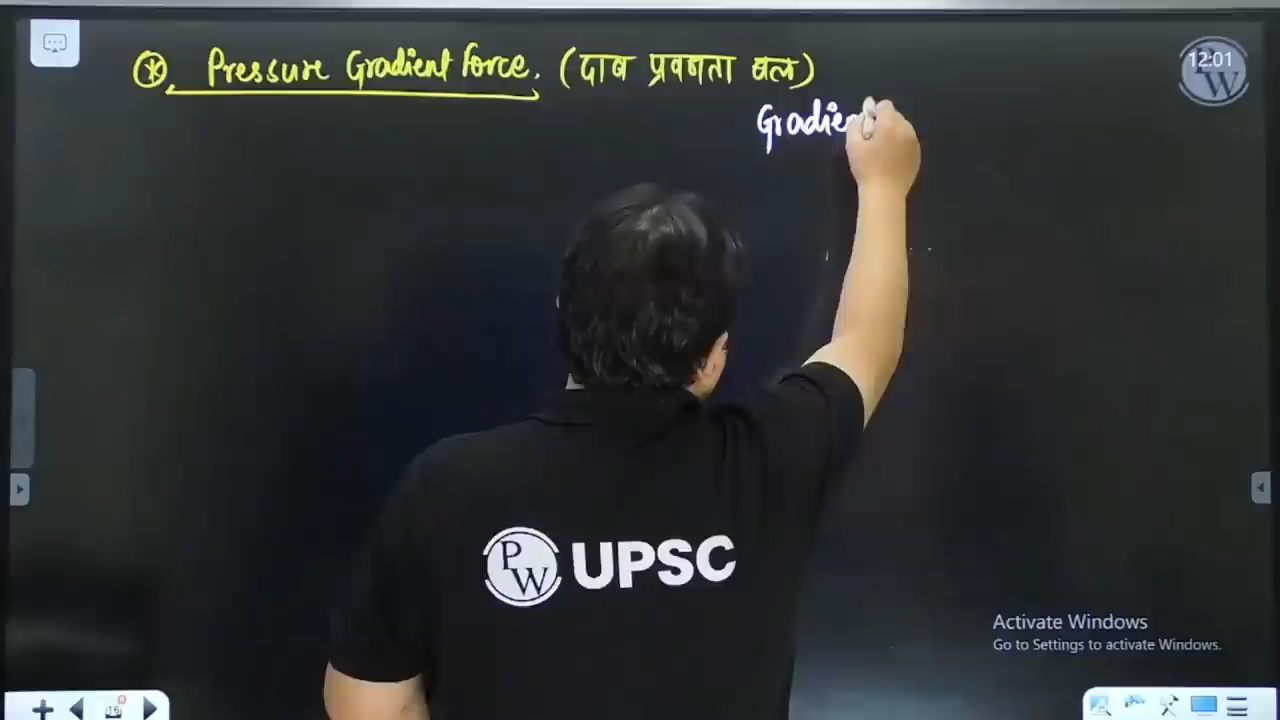 12:01
* Pressure Gradient Force. (दाब प्रवणता बल)
Gradie
PW UPSC
Activate Windows
Go to Settings to activate Windows.